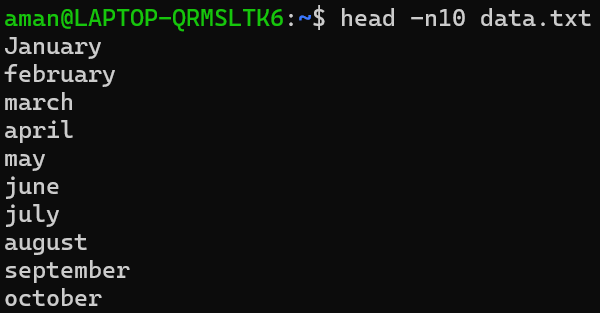 aman@LAPTOP-QRMSLTK6:~$ head -n10 data.txt
January
february
march
april
may
june
july
august
september
october